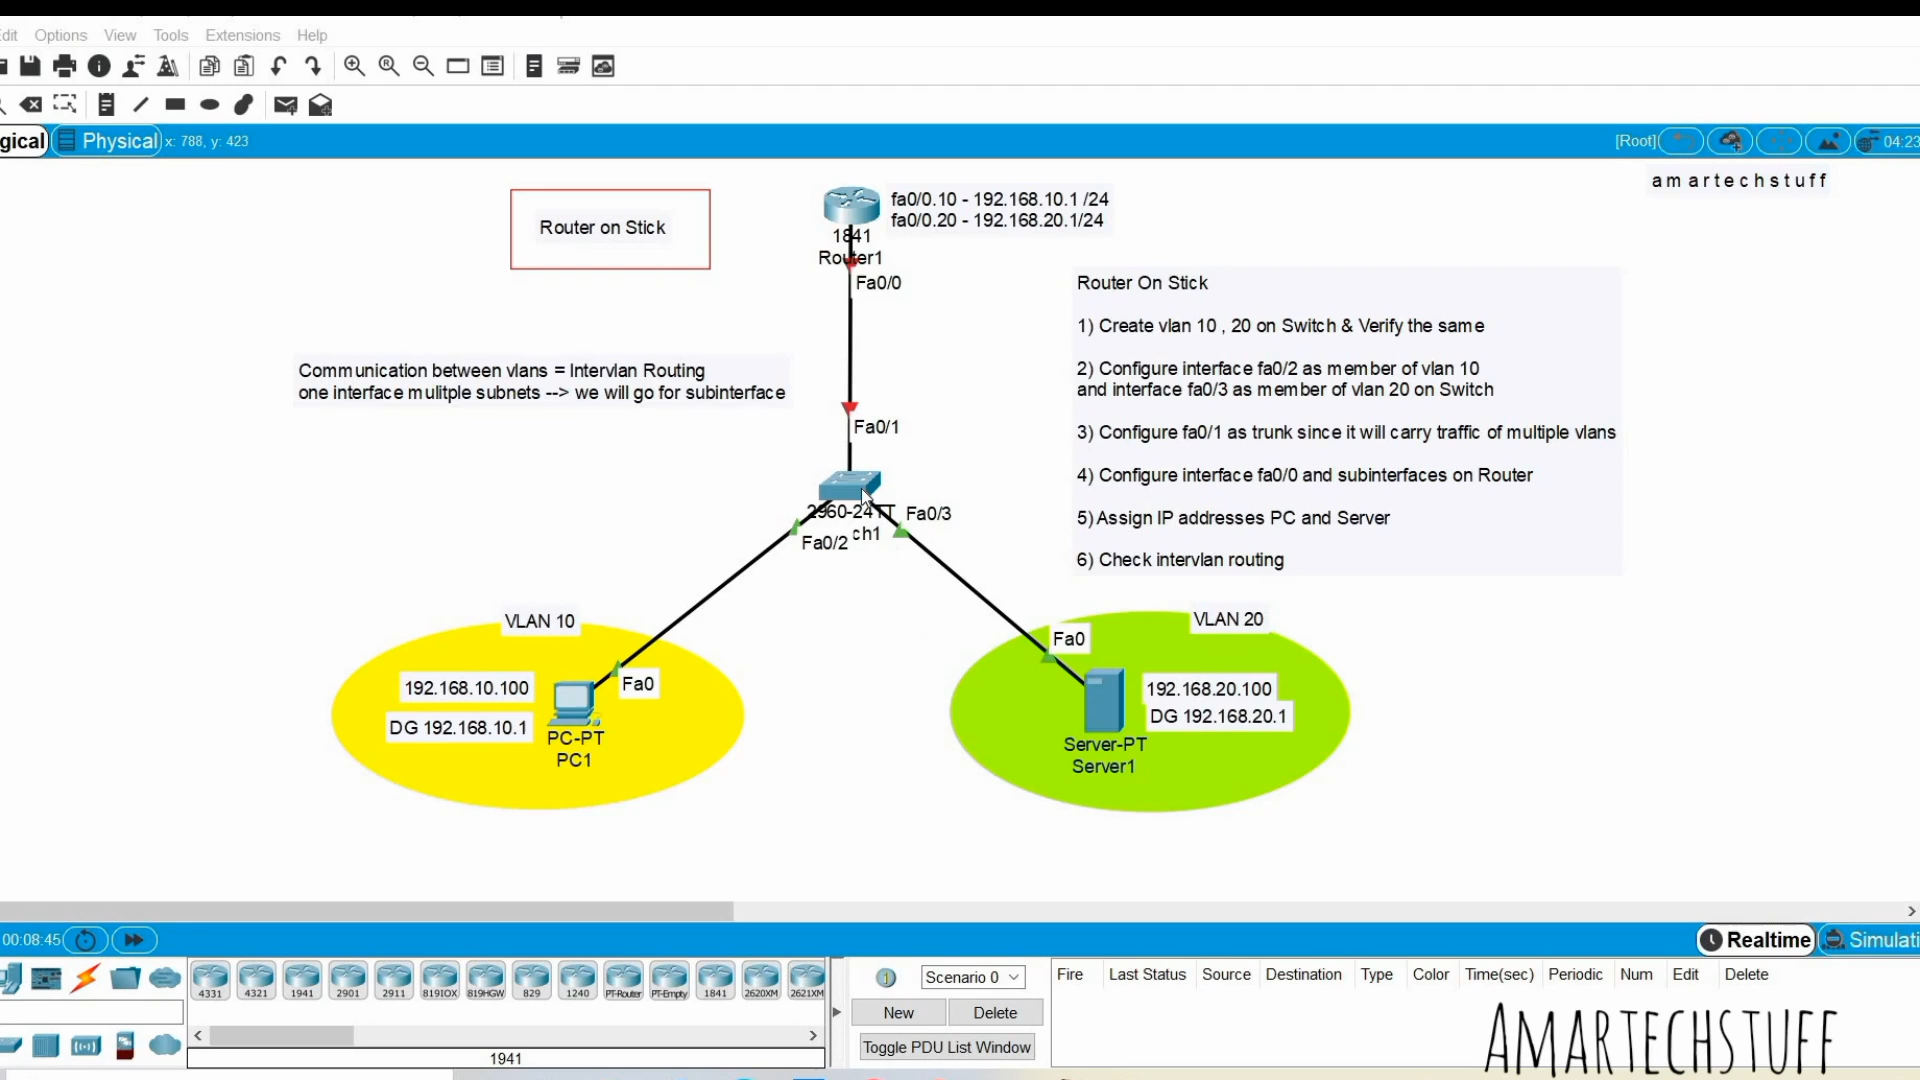 dit Options View Tools Extensions Help
gical Physical x: 788, y: 423 [Root] 04:23
amartechstuff
Router on Stick
fa0/0.10 - 192.168.10.1 /24
fa0/0.20 - 192.168.20.1/24
1841
Router1
Fa0/0
Router On Stick
1) Create vlan 10 , 20 on Switch & Verify the same
2) Configure interface fa0/2 as member of vlan 10
and interface fa0/3 as member of vlan 20 on Switch
3) Configure fa0/1 as trunk since it will carry traffic of multiple vlans
4) Configure interface fa0/0 and subinterfaces on Router
5) Assign IP addresses PC and Server
6) Check intervlan routing
Communication between vlans = Intervlan Routing
one interface mulitple subnets --> we will go for subinterface
Fa0/1
2960-24TT
ch1
Fa0/3
Fa0/2
VLAN 10
192.168.10.100
DG 192.168.10.1
Fa0
PC-PT
PC1
VLAN 20
Fa0
192.168.20.100
DG 192.168.20.1
Server-PT
Server1
00:08:45 Realtime Simulati
4331 4321 1941 2901 2911 819IOX 819HGW 829 1240 PT-Router PT-Empty 1841 2620XM 2621XM
1941
Scenario 0
New Delete
Toggle PDU List Window
Fire Last Status Source Destination Type Color Time(sec) Periodic Num Edit Delete
AMARTECHSTUFF